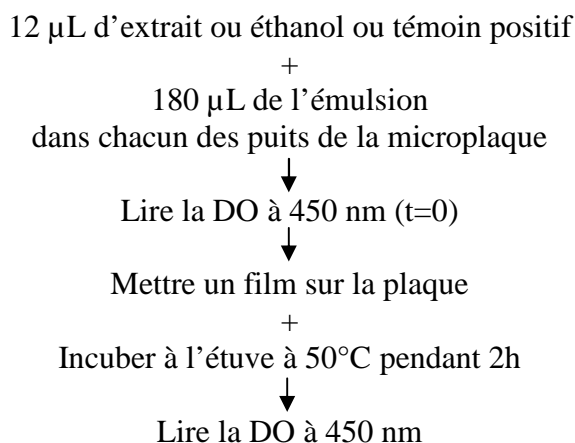 12 µL d’extrait ou éthanol ou témoin positif
+
180 µL de l’émulsion
dans chacun des puits de la microplaque
Lire la DO à 450 nm (t=0)
Mettre un film sur la plaque
+
Incuber à l’étuve à 50°C pendant 2h
Lire la DO à 450 nm